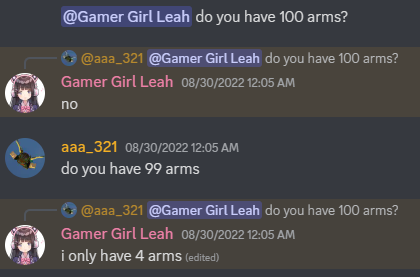 @Gamer Girl Leah do you have 100 arms?
@aaa_321 @Gamer Girl Leah do you have 100 arms?
Gamer Girl Leah 08/30/2022 12:05 AM
no
aaa_321 08/30/2022 12:05 AM
do you have 99 arms
@aaa_321 @Gamer Girl Leah do you have 100 arms?
Gamer Girl Leah 08/30/2022 12:05 AM
i only have 4 arms (edited)